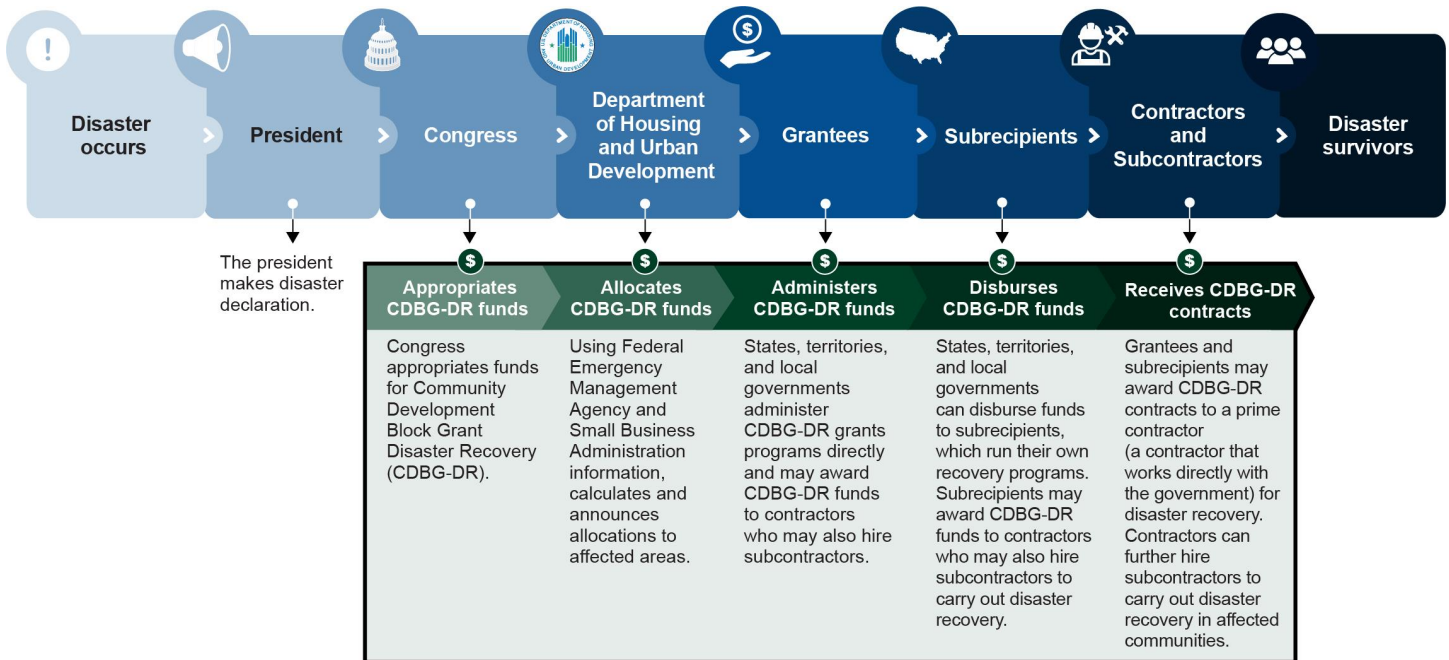 !
$
U.S. DEPARTMENT OF HOUSING
AND URBAN DEVELOPMENT
Disaster
occurs
President
Congress
Department
of Housing
and Urban
Development
Grantees
Subrecipients
Contractors
and
Subcontractors
Disaster
survivors
The president
makes disaster
declaration.
$
Appropriates
CDBG-DR funds
Congress
appropriates funds
for Community
Development
Block Grant
Disaster Recovery
(CDBG-DR).
$
Allocates
CDBG-DR funds
Using Federal
Emergency
Management
Agency and
Small Business
Administration
information,
calculates and
announces
allocations to
affected areas.
$
Administers
CDBG-DR funds
States, territories,
and local
governments
administer
CDBG-DR grants
programs directly
and may award
CDBG-DR funds
to contractors
who may also hire
subcontractors.
$
Disburses
CDBG-DR funds
States, territories,
and local
governments
can disburse funds
to subrecipients,
which run their own
recovery programs.
Subrecipients may
award CDBG-DR
funds to contractors
who may also hire
subcontractors to
carry out disaster
recovery.
$
Receives CDBG-DR
contracts
Grantees and
subrecipients may
award CDBG-DR
contracts to a prime
contractor
(a contractor that
works directly with
the government) for
disaster recovery.
Contractors can
further hire
subcontractors to
carry out disaster
recovery in affected
communities.